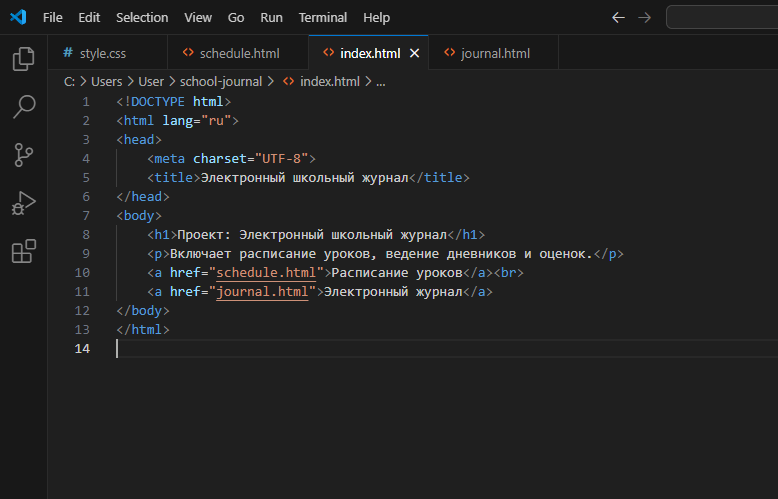 File Edit Selection View Go Run Terminal Help
# style.css <> schedule.html <> index.html × <> journal.html
C: > Users > User > school-journal > <> index.html > ...
1 <!DOCTYPE html>
2 <html lang="ru">
3 <head>
4     <meta charset="UTF-8">
5     <title>Электронный школьный журнал</title>
6 </head>
7 <body>
8     <h1>Проект: Электронный школьный журнал</h1>
9     <p>Включает расписание уроков, ведение дневников и оценок.</p>
10     <a href="schedule.html">Расписание уроков</a><br>
11     <a href="journal.html">Электронный журнал</a>
12 </body>
13 </html>
14